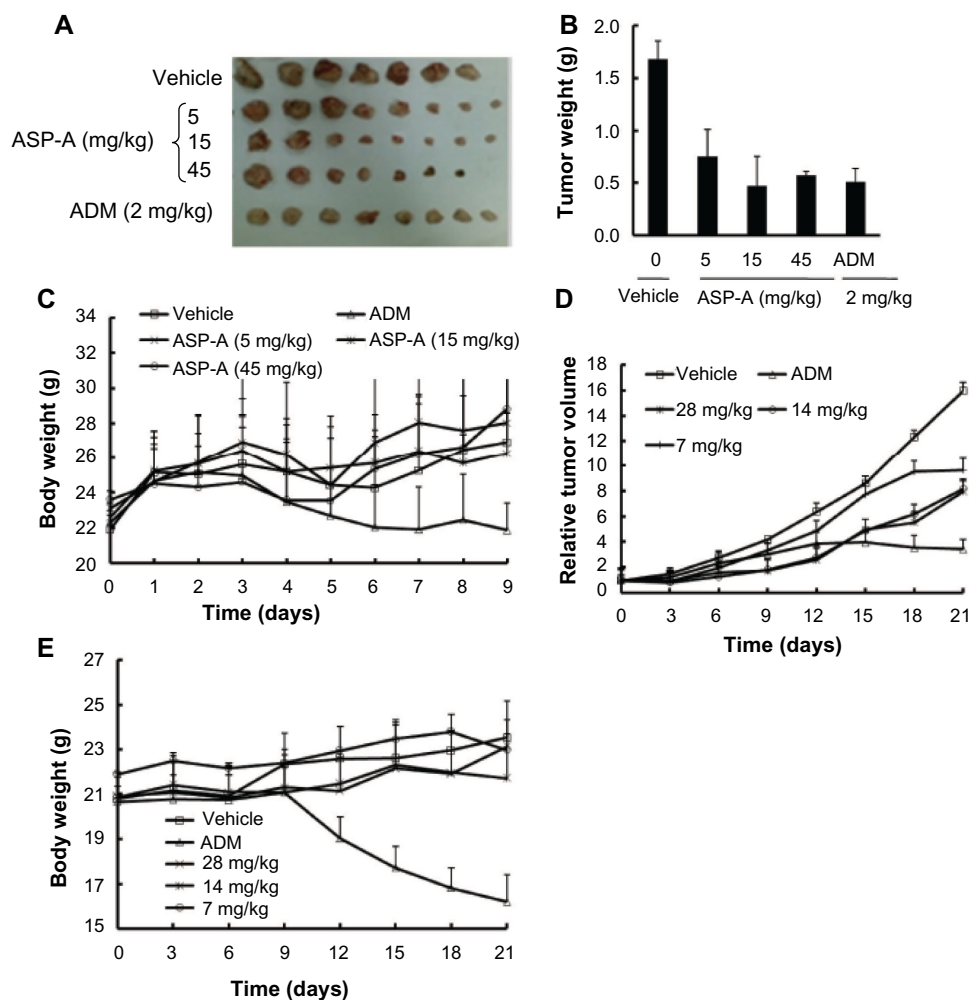 A
Vehicle
5
ASP-A (mg/kg)
15
45
ADM (2 mg/kg)
B
Tumor weight (g)
2.0
1.5
1.0
0.5
0.0
0 5 15 45 ADM
Vehicle ASP-A (mg/kg) 2 mg/kg
C
Vehicle ADM
ASP-A (5 mg/kg) ASP-A (15 mg/kg)
ASP-A (45 mg/kg)
Body weight (g)
34
32
30
28
26
24
22
20
0 1 2 3 4 5 6 7 8 9
Time (days)
D
Vehicle ADM
28 mg/kg 14 mg/kg
7 mg/kg
Relative tumor volume
18
16
14
12
10
8
6
4
2
0
0 3 6 9 12 15 18 21
Time (days)
E
Body weight (g)
27
25
23
21
19
17
15
Vehicle
ADM
28 mg/kg
14 mg/kg
7 mg/kg
0 3 6 9 12 15 18 21
Time (days)